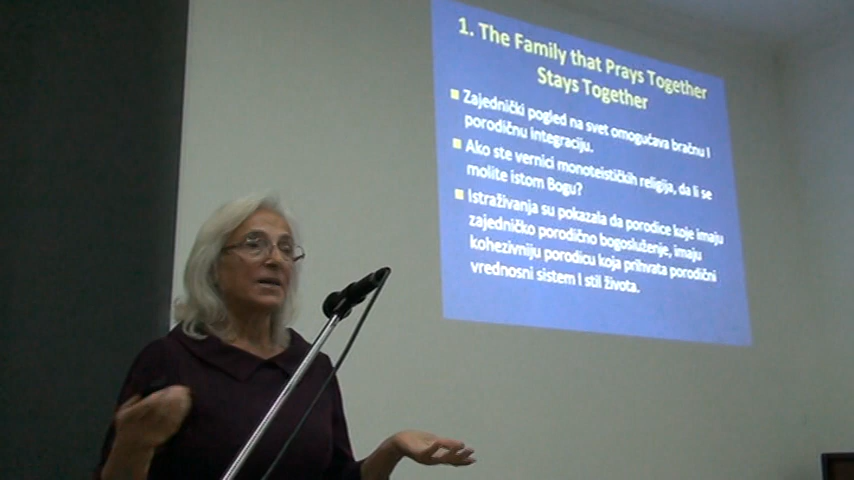 1. The Family that Prays Together
Stays Together
Zajednički pogled na svet omogućava bračnu I
porodičnu integraciju.
Ako ste vernici monoteističkih religija, da li se
molite istom Bogu?
Istraživanja su pokazala da porodice koje imaju
zajedničko porodično bogosluženje, imaju
kohezivniju porodicu koja prihvata porodični
vrednosni sistem I stil života.